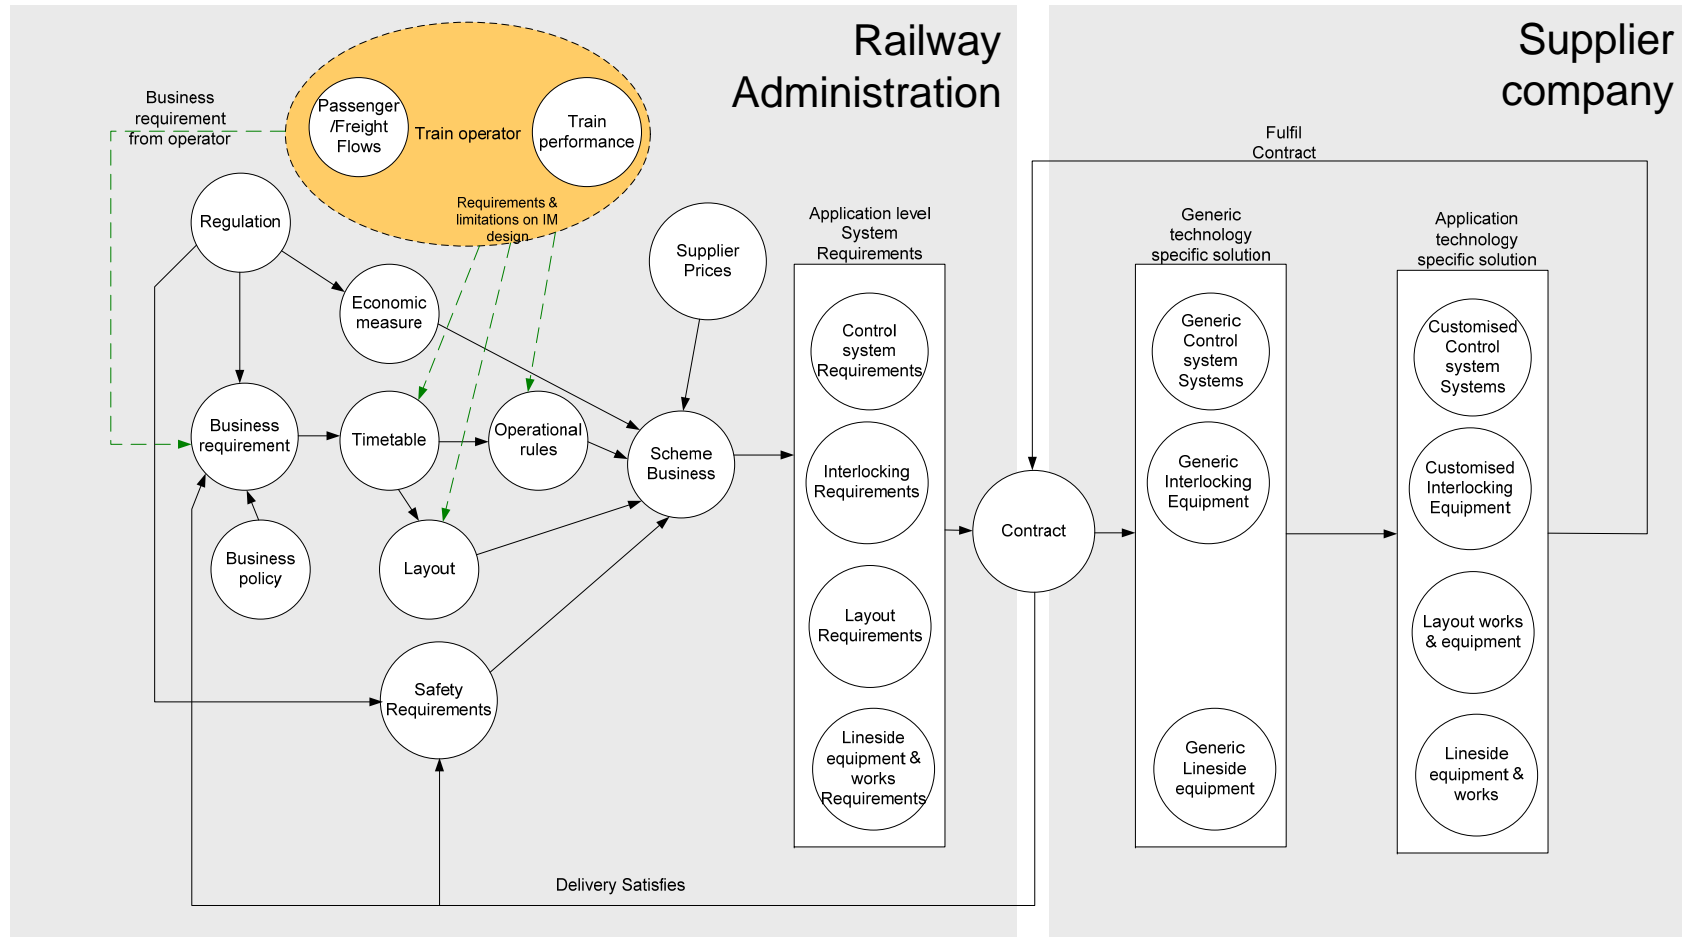 Railway
Administration
Supplier
company
Business
requirement
from operator
Passenger
/Freight
Flows
Train operator
Train
performance
Requirements &
limitations on IM
design
Fulfil
Contract
Regulation
Economic
measure
Supplier
Prices
Application level
System
Requirements
Generic
technology
specific solution
Application
technology
specific solution
Control
system
Requirements
Generic
Control
system
Systems
Customised
Control
system
Systems
Business
requirement
Timetable
Operational
rules
Scheme
Business
Interlocking
Requirements
Generic
Interlocking
Equipment
Customised
Interlocking
Equipment
Contract
Business
policy
Layout
Layout
Requirements
Layout works
& equipment
Safety
Requirements
Lineside
equipment &
works
Requirements
Generic
Lineside
equipment
Lineside
equipment &
works
Delivery Satisfies